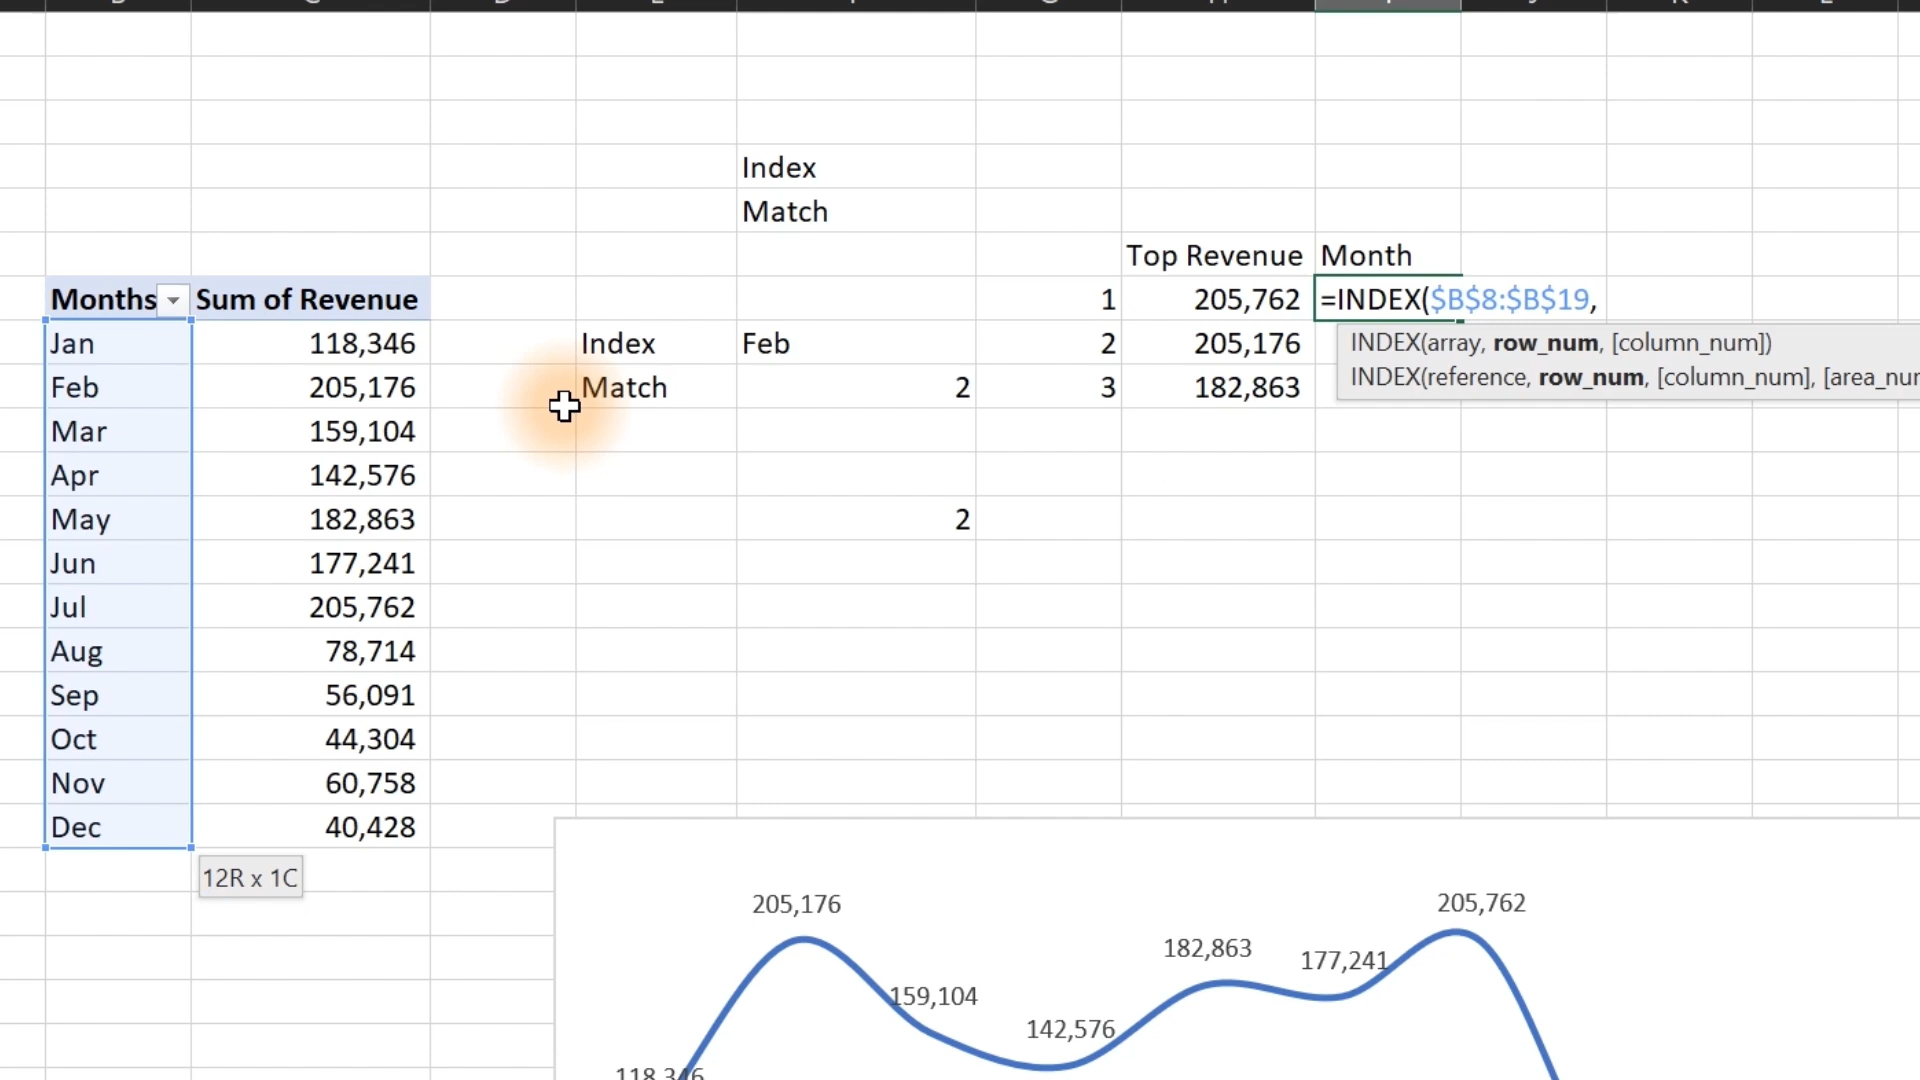 Index
Match
Top Revenue Month
Months Sum of Revenue 1 205,762 =INDEX($B$8:$B$19,
Jan 118,346 Index Feb 2 205,176 INDEX(array, row_num, [column_num])
Feb 205,176 Match 2 3 182,863 INDEX(reference, row_num, [column_num], [area_nu
Mar 159,104
Apr 142,576
May 182,863 2
Jun 177,241
Jul 205,762
Aug 78,714
Sep 56,091
Oct 44,304
Nov 60,758
Dec 40,428
12R x 1C
205,176 205,762
182,863
177,241
159,104
142,576
118,346